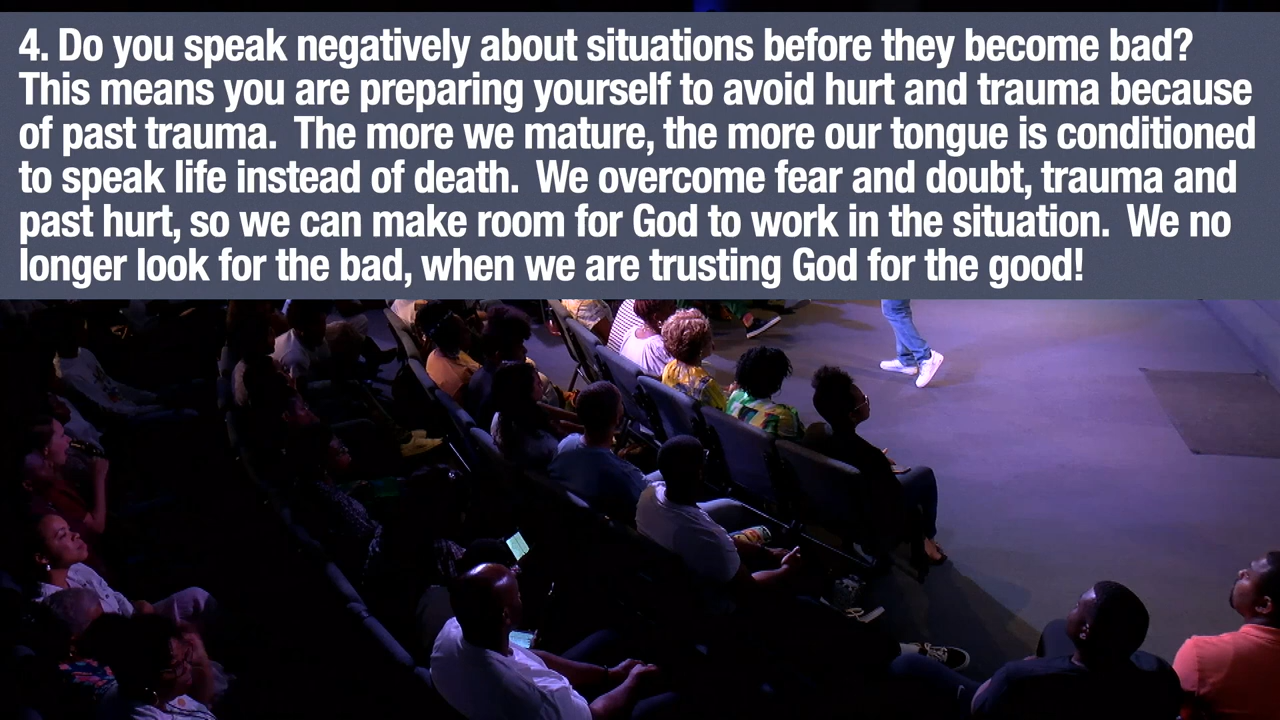 4. Do you speak negatively about situations before they become bad?
This means you are preparing yourself to avoid hurt and trauma because
of past trauma.  The more we mature, the more our tongue is conditioned
to speak life instead of death.  We overcome fear and doubt, trauma and
past hurt, so we can make room for God to work in the situation.  We no
longer look for the bad, when we are trusting God for the good!